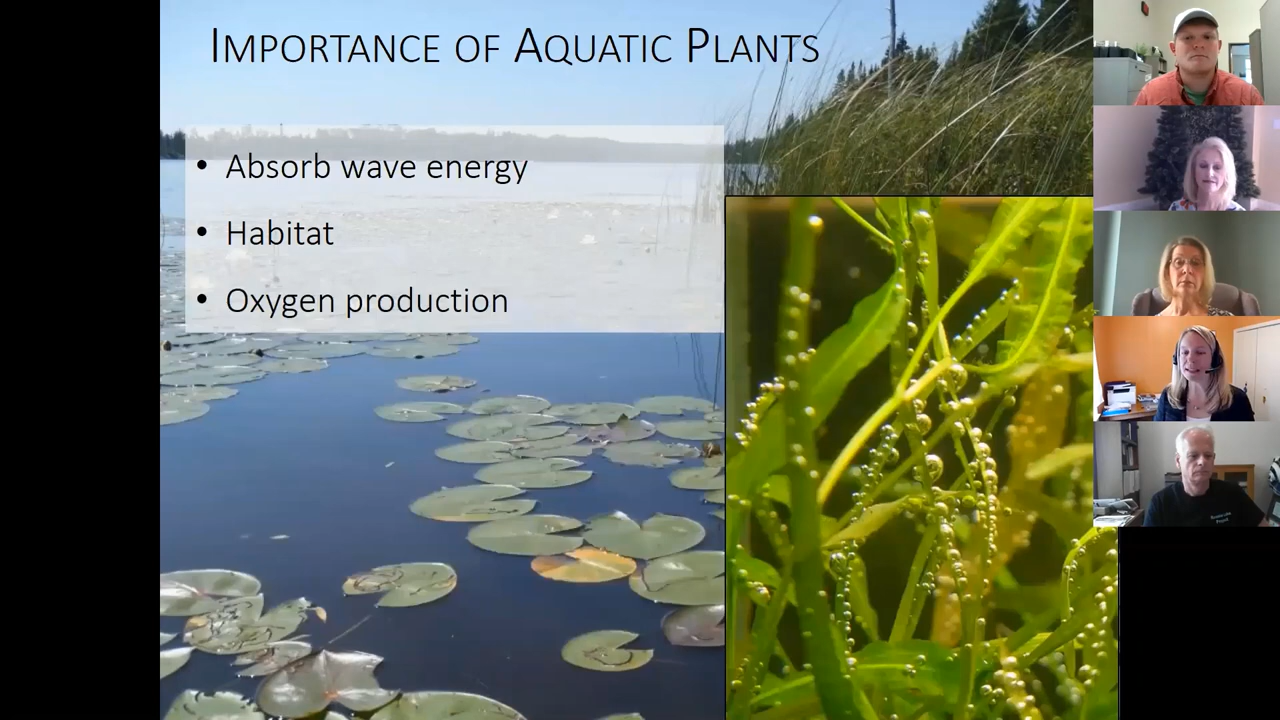 IMPORTANCE OF AQUATIC PLANTS
• Absorb wave energy
• Habitat
• Oxygen production